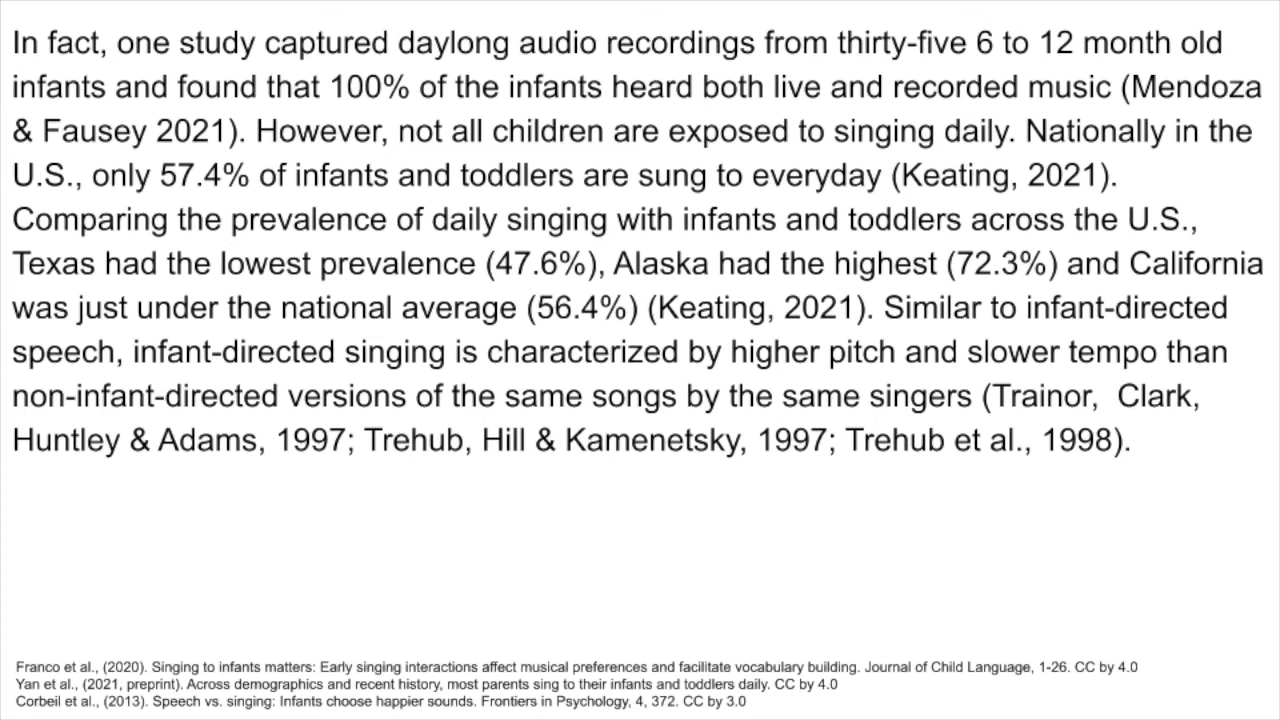 In fact, one study captured daylong audio recordings from thirty-five 6 to 12 month old
infants and found that 100% of the infants heard both live and recorded music (Mendoza
& Fausey 2021). However, not all children are exposed to singing daily. Nationally in the
U.S., only 57.4% of infants and toddlers are sung to everyday (Keating, 2021).
Comparing the prevalence of daily singing with infants and toddlers across the U.S.,
Texas had the lowest prevalence (47.6%), Alaska had the highest (72.3%) and California
was just under the national average (56.4%) (Keating, 2021). Similar to infant-directed
speech, infant-directed singing is characterized by higher pitch and slower tempo than
non-infant-directed versions of the same songs by the same singers (Trainor,  Clark,
Huntley & Adams, 1997; Trehub, Hill & Kamenetsky, 1997; Trehub et al., 1998).
Franco et al., (2020). Singing to infants matters: Early singing interactions affect musical preferences and facilitate vocabulary building. Journal of Child Language, 1-26. CC by 4.0
Yan et al., (2021, preprint). Across demographics and recent history, most parents sing to their infants and toddlers daily. CC by 4.0
Corbeil et al., (2013). Speech vs. singing: Infants choose happier sounds. Frontiers in Psychology, 4, 372. CC by 3.0